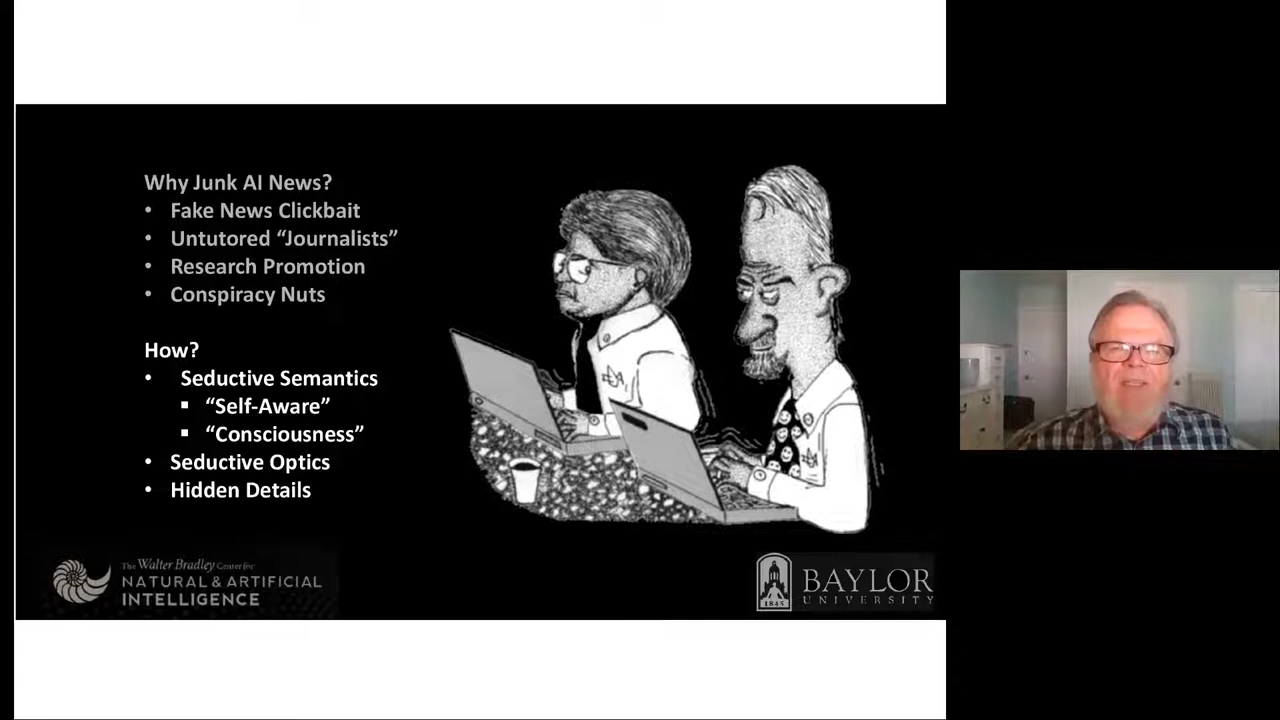 Why Junk AI News?
• Fake News Clickbait
• Untutored “Journalists”
• Research Promotion
• Conspiracy Nuts
How?
• Seductive Semantics
▪ “Self-Aware”
▪ “Consciousness”
• Seductive Optics
• Hidden Details
The Walter Bradley Center for
NATURAL & ARTIFICIAL
INTELLIGENCE
1845
BAYLOR
UNIVERSITY